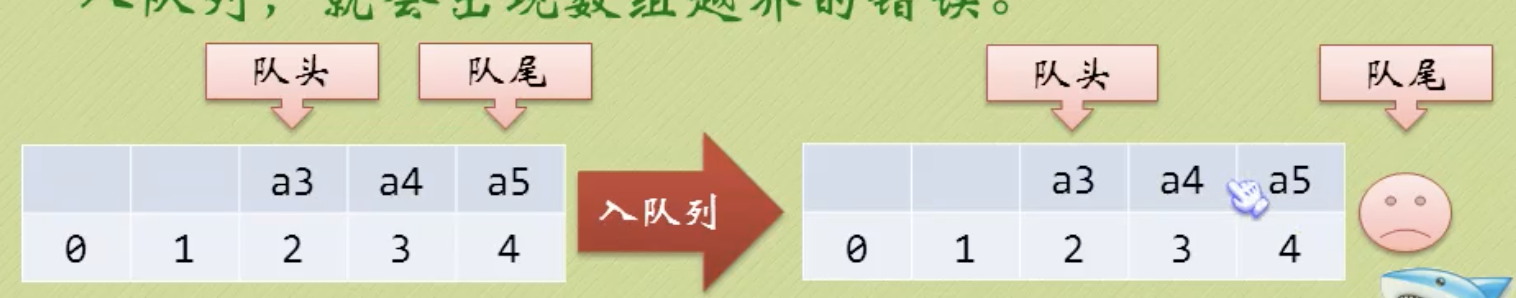 入队列，就会出现数组越界的错误。
队头 队尾 队头 队尾
a3 a4 a5 入队列 a3 a4 a5
0 1 2 3 4 0 1 2 3 4